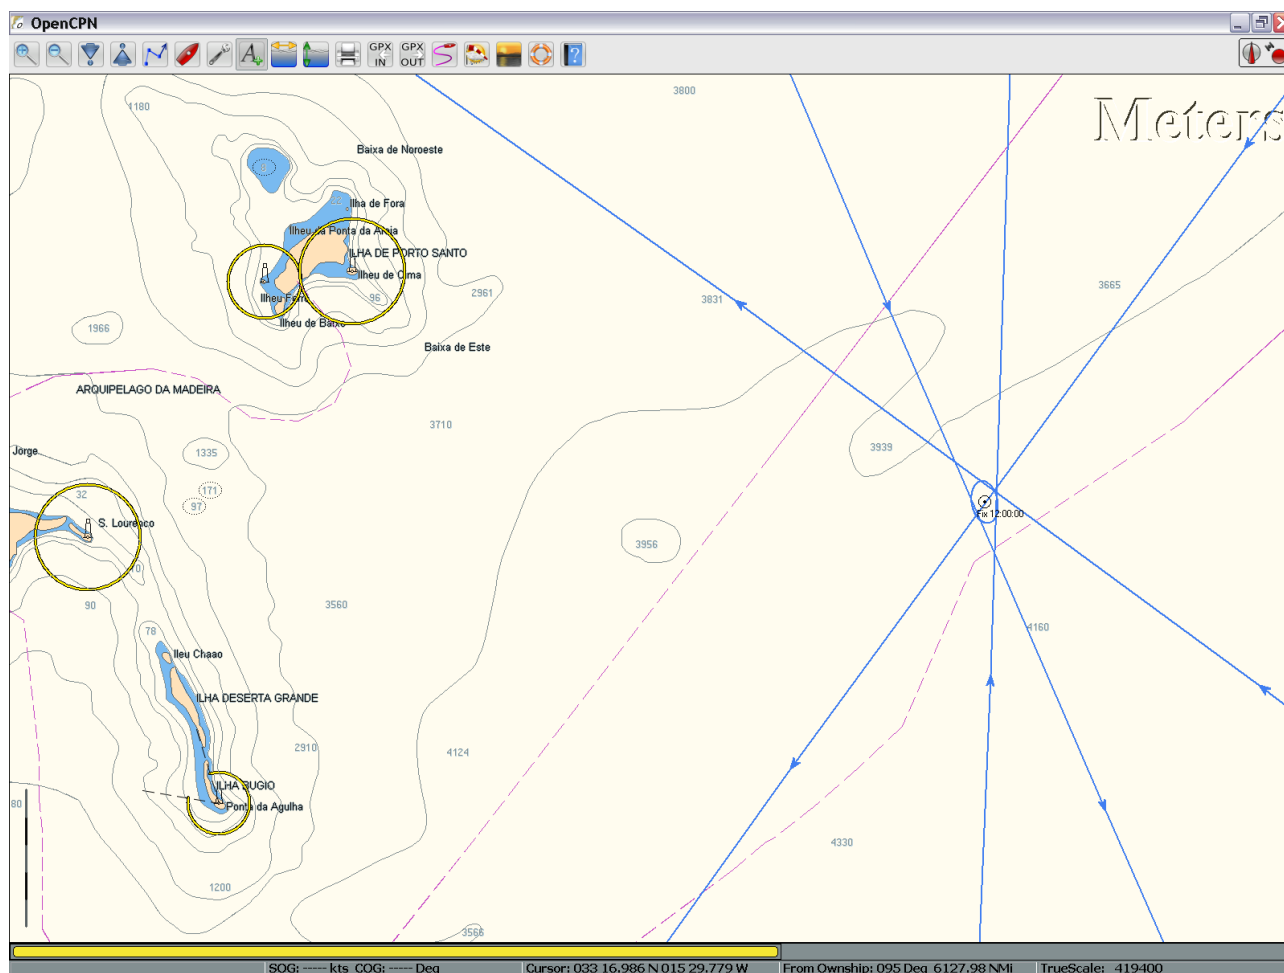 OpenCPN
GPX IN
GPX OUT
Meters
3800
1180
Baixa de Noroeste
Ilha de Fora
Ilheu da Ponta da Areia
ILHA DE PORTO SANTO
Ilheu de Cima
Ilheu Ferro
96
2961
3831
3665
Ilheu de Baixo
1966
Baixa de Este
ARQUIPELAGO DA MADEIRA
3710
Jorge
1335
3939
171
32
97
Fix 12:00:00
S. Lourenco
3956
70
90
3560
78
4160
Ileu Chaao
ILHA DESERTA GRANDE
2910
4124
ILHA BUGIO
Ponta da Agulha
80
4330
1200
3566
SOG: ----- kts COG: ----- Deg
Cursor: 033 16.986 N 015 29.779 W
From Ownship: 095 Deg 6127.98 NMi
TrueScale: 419400